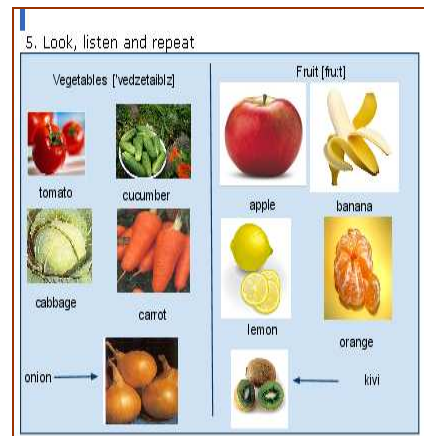 5. Look, listen and repeat
Vegetables ['vedzetaiblz]
tomato
cucumber
cabbage
carrot
onion
Fruit [fru:t]
apple
banana
lemon
orange
kivi